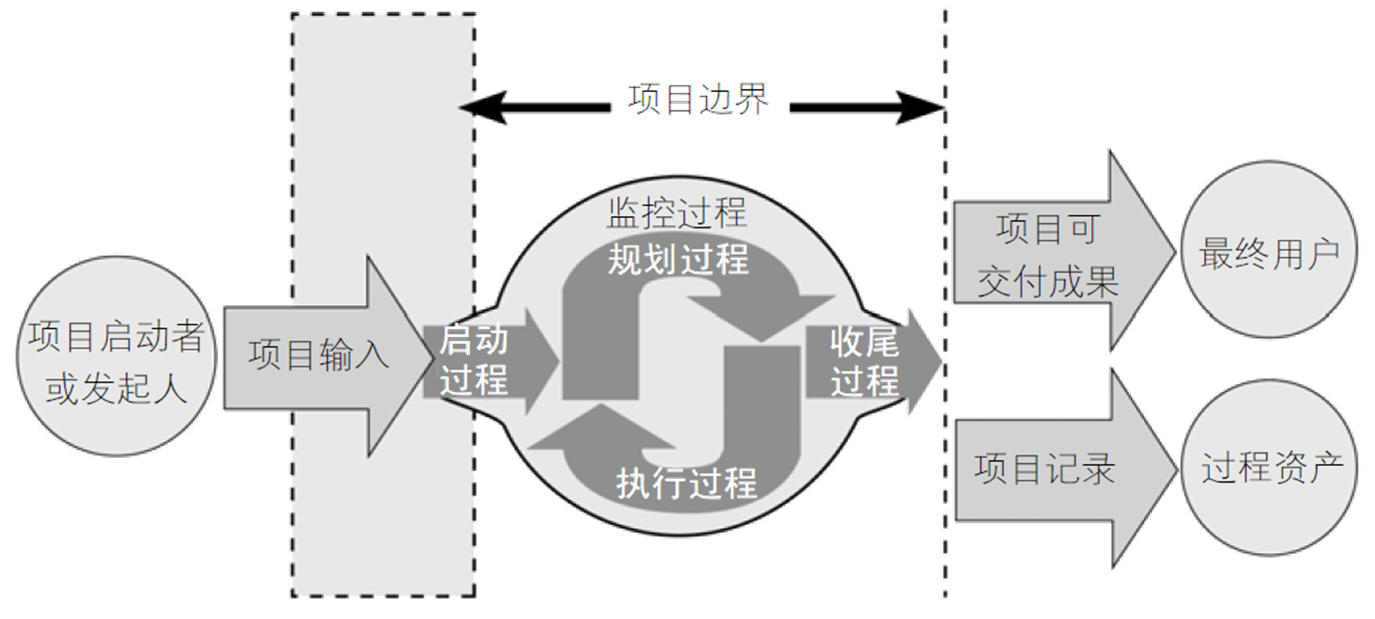 项目边界
监控过程
规划过程
项目启动者
或发起人
项目输入
启动
过程
收尾
过程
执行过程
项目可
交付成果
最终用户
项目记录
过程资产